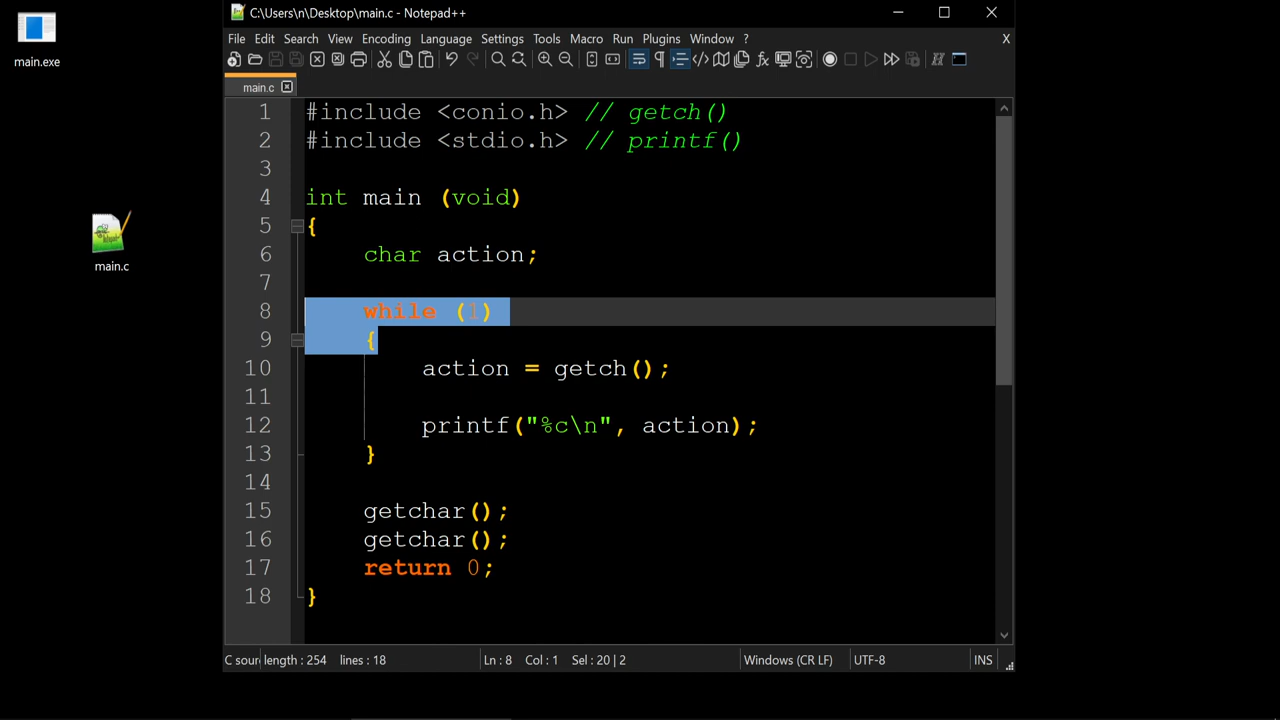 main.exe
main.c
C:\Users\n\Desktop\main.c - Notepad++
File Edit Search View Encoding Language Settings Tools Macro Run Plugins Window ? X
main.c
1 #include <conio.h> // getch()
2 #include <stdio.h> // printf()
3
4 int main (void)
5 {
6     char action;
7
8     while (1)
9     {
10         action = getch();
11
12         printf("%c\n", action);
13     }
14
15     getchar();
16     getchar();
17     return 0;
18 }
C sour length : 254 lines : 18 Ln : 8 Col : 1 Sel : 20 | 2 Windows (CR LF) UTF-8 INS